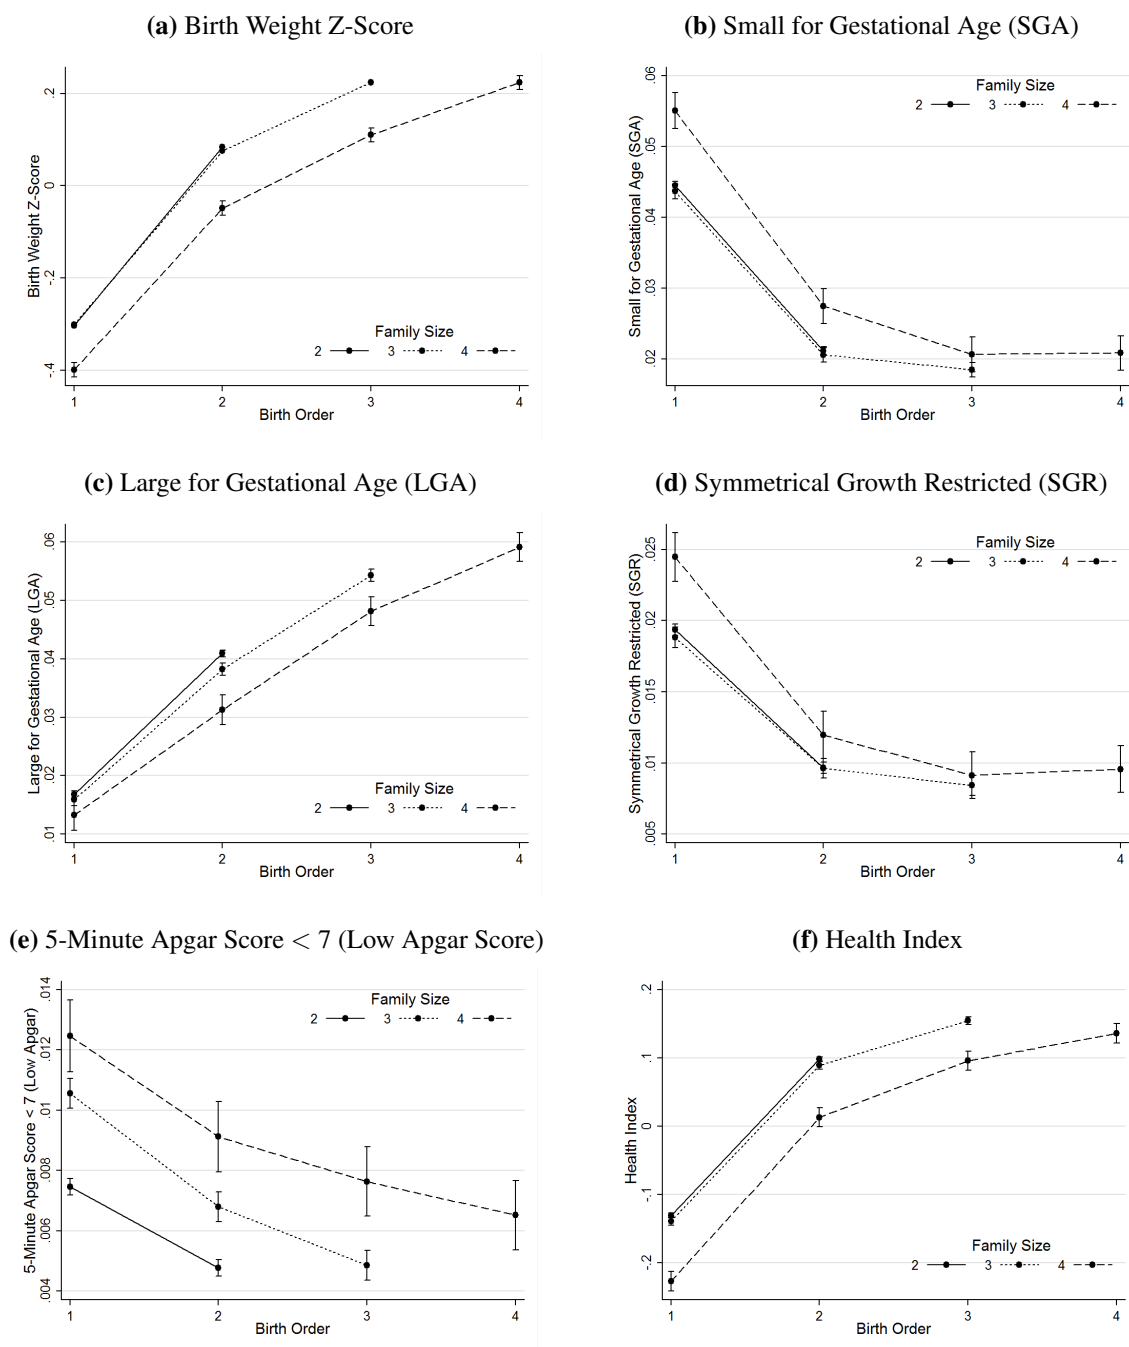 (a) Birth Weight Z-Score
Birth Weight Z-Score
.2
0
-.2
-.4
Family Size
2 3 4
1 2 3 4
Birth Order
(b) Small for Gestational Age (SGA)
Small for Gestational Age (SGA)
.06
.05
.04
.03
.02
Family Size
2 3 4
1 2 3 4
Birth Order
(c) Large for Gestational Age (LGA)
Large for Gestational Age (LGA)
.06
.05
.04
.03
.02
.01
Family Size
2 3 4
1 2 3 4
Birth Order
(d) Symmetrical Growth Restricted (SGR)
Symmetrical Growth Restricted (SGR)
.025
.02
.015
.01
.005
Family Size
2 3 4
1 2 3 4
Birth Order
(e) 5-Minute Apgar Score < 7 (Low Apgar Score)
5-Minute Apgar Score < 7 (Low Apgar)
.014
.012
.01
.008
.006
.004
Family Size
2 3 4
1 2 3 4
Birth Order
(f) Health Index
Health Index
.2
.1
0
-.1
-.2
Family Size
2 3 4
1 2 3 4
Birth Order